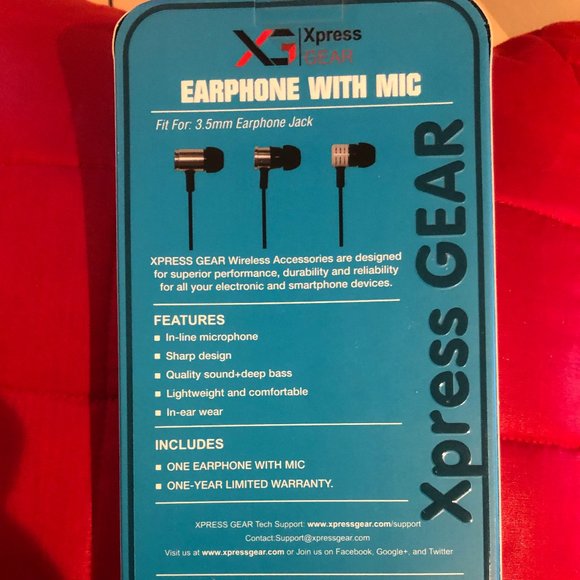 XG Xpress
GEAR
EARPHONE WITH MIC
Fit For: 3.5mm Earphone Jack
XPRESS GEAR Wireless Accessories are designed
for superior performance, durability and reliability
for all your electronic and smartphone devices.
FEATURES
In-line microphone
Sharp design
Quality sound+deep bass
Lightweight and comfortable
In-ear wear
INCLUDES
ONE EARPHONE WITH MIC
ONE-YEAR LIMITED WARRANTY.
XPRESS GEAR Tech Support: www.xpressgear.com/support
Contact:Support@xpressgear.com
Visit us at www.xpressgear.com or Join us on Facebook, Google+, and Twitter
Xpress GEAR